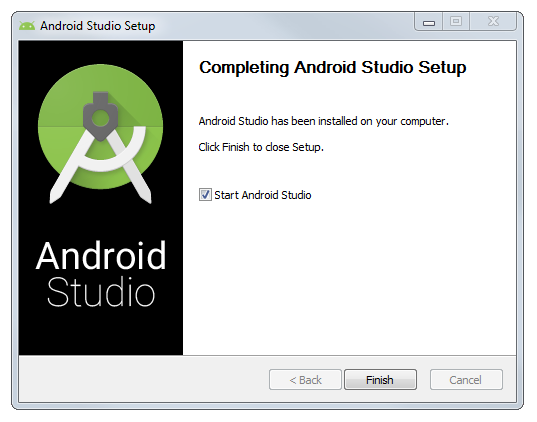 Android Studio Setup
Completing Android Studio Setup
Android Studio has been installed on your computer.
Click Finish to close Setup.
Start Android Studio
Android
Studio
< Back
Finish
Cancel